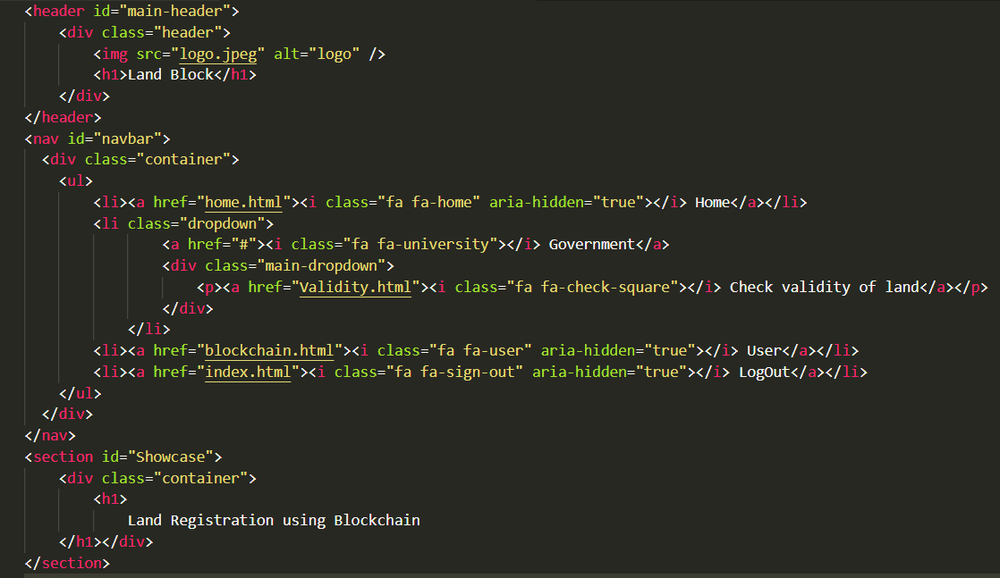 <header id="main-header">
    <div class="header">
        <img src="logo.jpeg" alt="logo" />
        <h1>Land Block</h1>
    </div>
</header>
<nav id="navbar">
  <div class="container">
    <ul>
        <li><a href="home.html"><i class="fa fa-home" aria-hidden="true"></i> Home</a></li>
        <li class="dropdown">
                <a href="#"><i class="fa fa-university"></i> Government</a>
                <div class="main-dropdown">
                    <p><a href="Validity.html"><i class="fa fa-check-square"></i> Check validity of land</a></p>
                </div>
            </li>
        <li><a href="blockchain.html"><i class="fa fa-user" aria-hidden="true"></i> User</a></li>
        <li><a href="index.html"><i class="fa fa-sign-out" aria-hidden="true"></i> LogOut</a></li>
    </ul>
  </div>
</nav>
<section id="Showcase">
    <div class="container">
        <h1>
            Land Registration using Blockchain
    </h1></div>
</section>